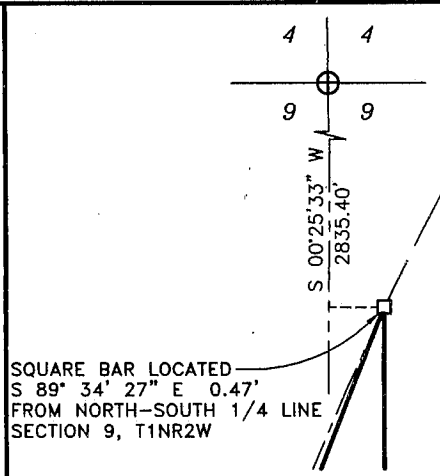 4 4
9 9
S 00°25'33" W
2835.40'
SQUARE BAR LOCATED
S 89° 34' 27" E 0.47'
FROM NORTH-SOUTH 1/4 LINE
SECTION 9, T1NR2W